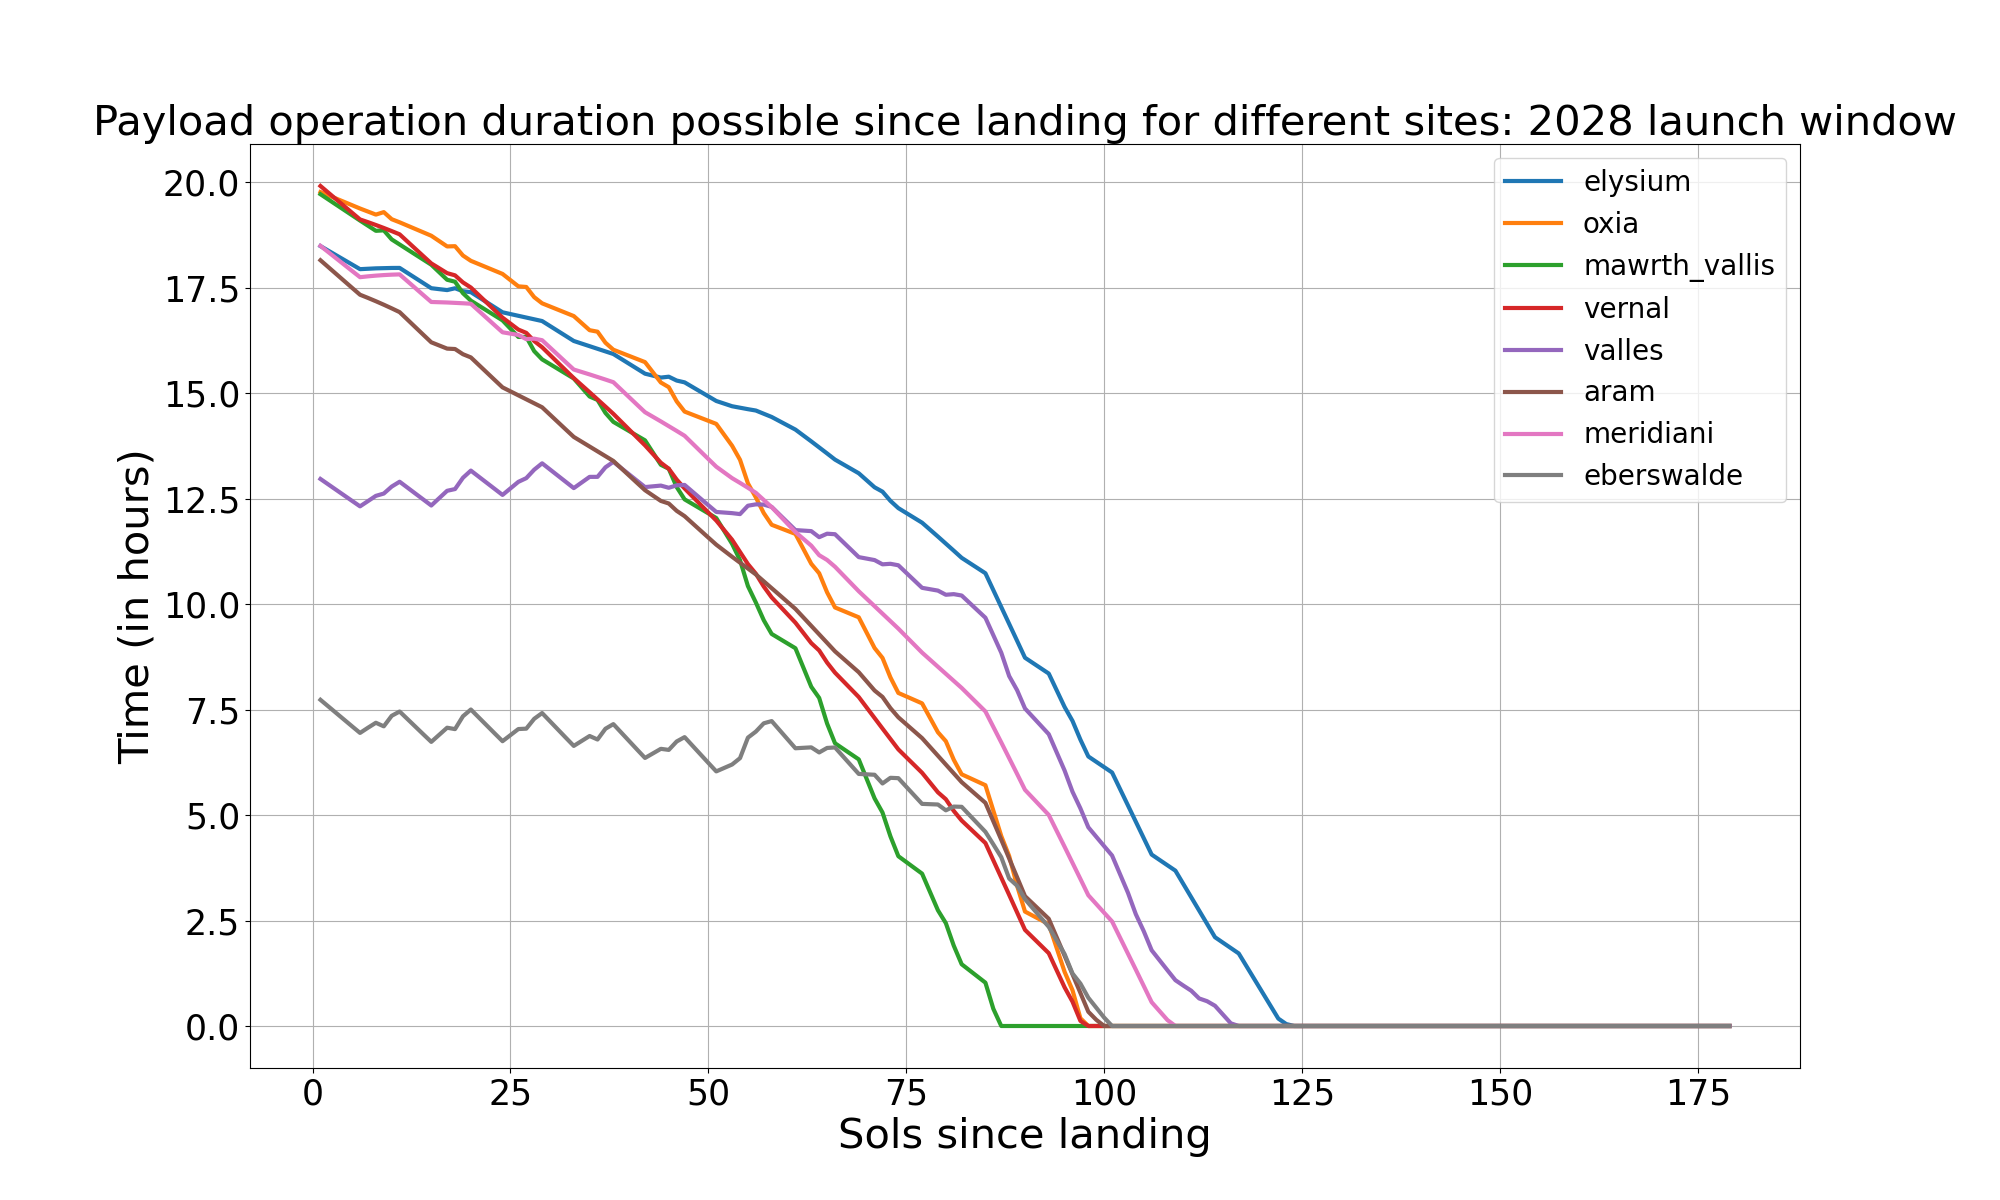 Payload operation duration possible since landing for different sites: 2028 launch window
elysium
oxia
mawrth_vallis
vernal
valles
aram
meridiani
eberswalde
Time (in hours)
20.0
17.5
15.0
12.5
10.0
7.5
5.0
2.5
0.0
0 25 50 75 100 125 150 175
Sols since landing